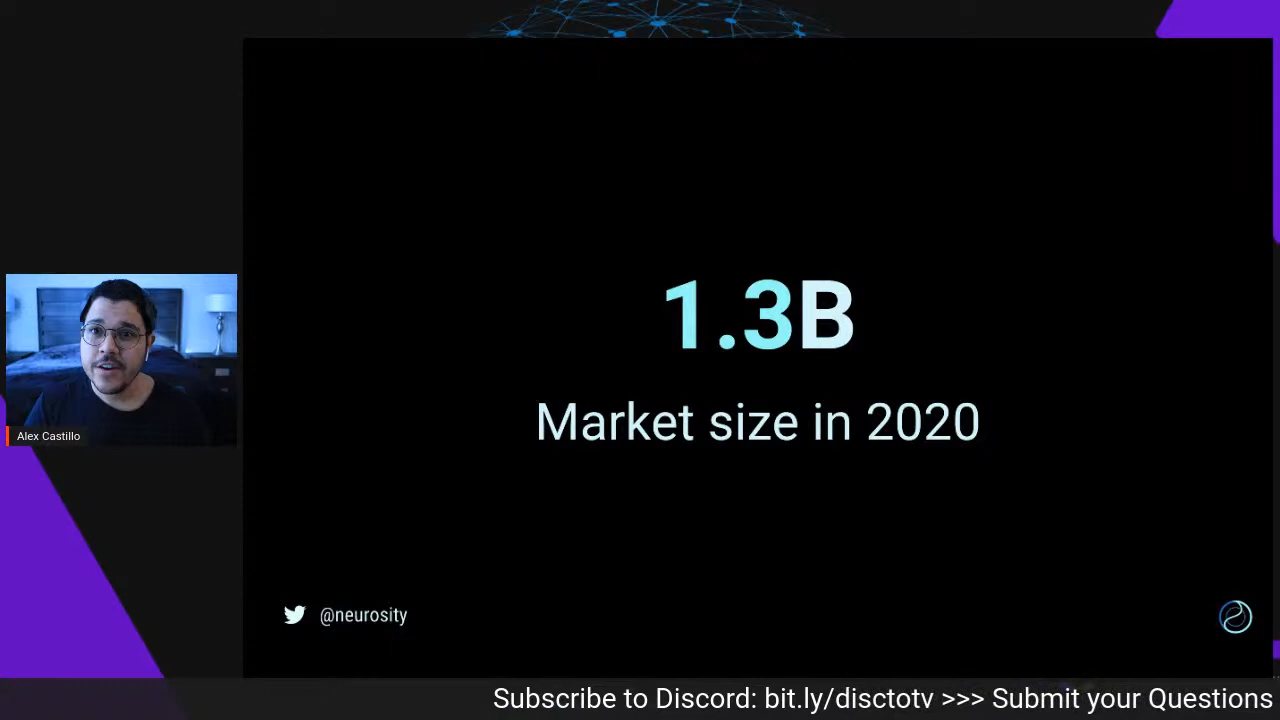 1.3B
Market size in 2020
Alex Castillo
@neurosity
Subscribe to Discord: bit.ly/disctotv >>> Submit your Questions